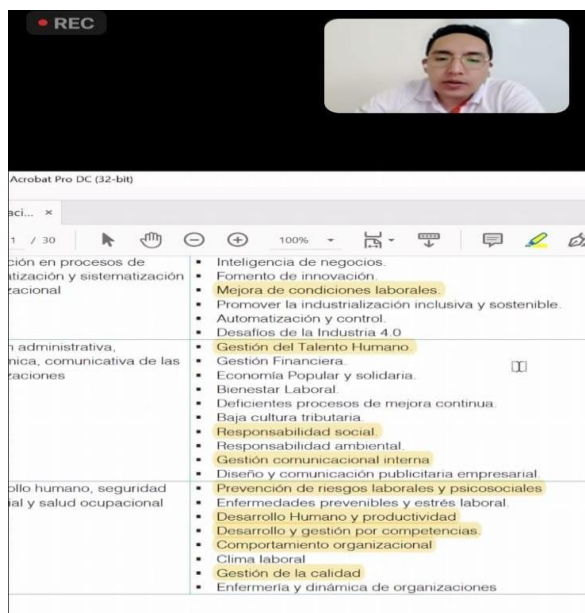 REC
Acrobat Pro DC (32-bit)
aci... ×
1 / 30 100%
ción en procesos de
tización y sistematización
zacional
▪ Inteligencia de negocios.
▪ Fomento de innovación.
▪ Mejora de condiciones laborales.
▪ Promover la industrialización inclusiva y sostenible.
▪ Automatización y control.
▪ Desafíos de la Industria 4.0
n administrativa,
mica, comunicativa de las
zaciones
▪ Gestión del Talento Humano.
▪ Gestión Financiera.
▪ Economía Popular y solidaria.
▪ Bienestar Laboral.
▪ Deficientes procesos de mejora continua.
▪ Baja cultura tributaria.
▪ Responsabilidad social.
▪ Responsabilidad ambiental.
▪ Gestión comunicacional interna
▪ Diseño y comunicación publicitaria empresarial.
ollo humano, seguridad
ial y salud ocupacional
▪ Prevención de riesgos laborales y psicosociales
▪ Enfermedades prevenibles y estrés laboral.
▪ Desarrollo Humano y productividad
▪ Desarrollo y gestión por competencias.
▪ Comportamiento organizacional
▪ Clima laboral
▪ Gestión de la calidad
▪ Enfermería y dinámica de organizaciones